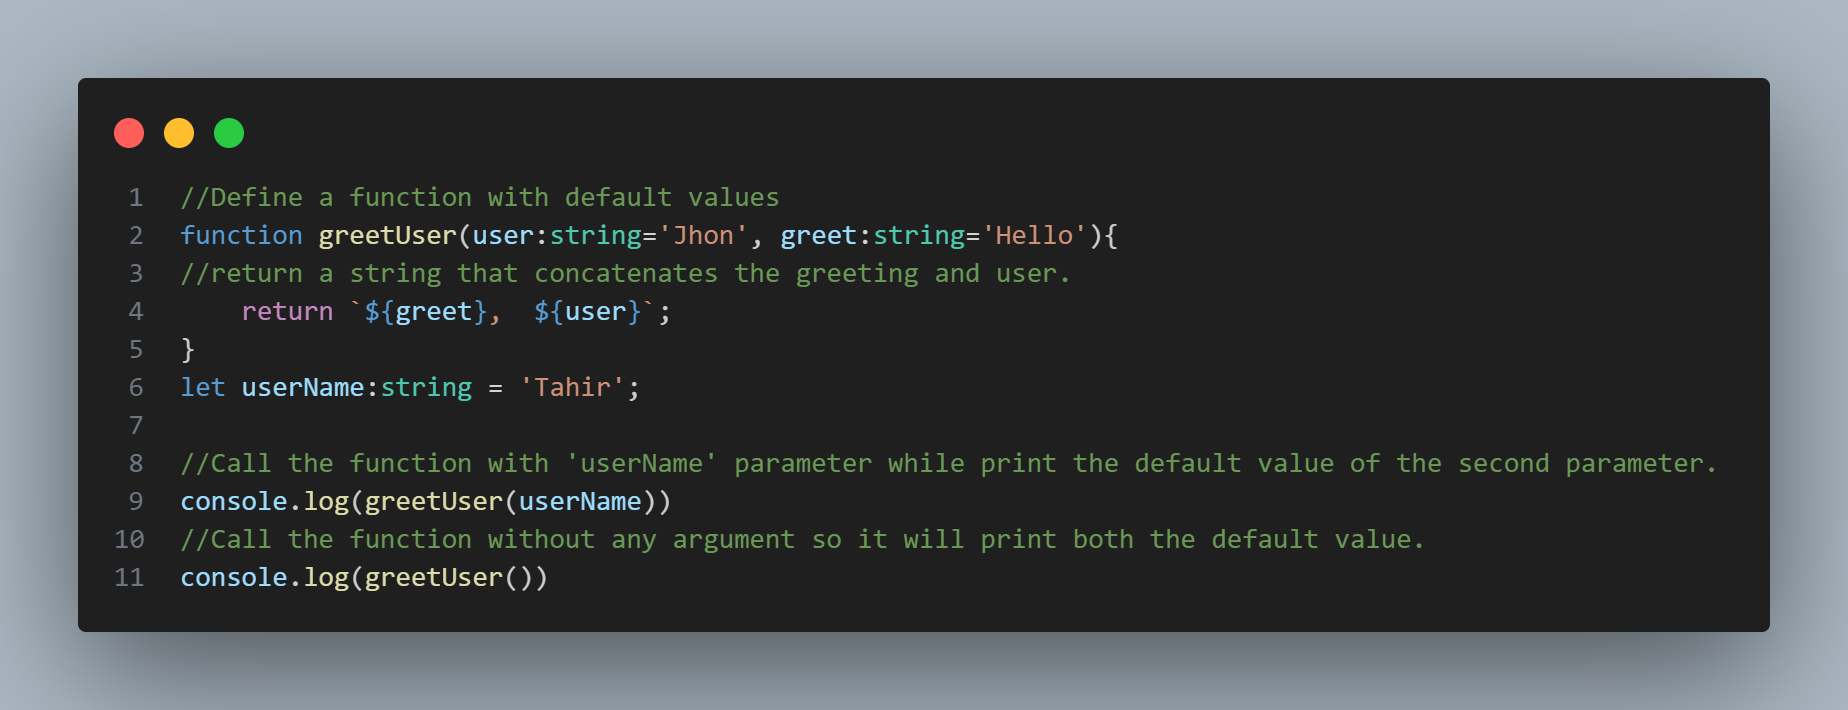 1 //Define a function with default values
2 function greetUser(user:string='Jhon', greet:string='Hello'){
3 //return a string that concatenates the greeting and user.
4     return `${greet},  ${user}`;
5 }
6 let userName:string = 'Tahir';
7
8 //Call the function with 'userName' parameter while print the default value of the second parameter.
9 console.log(greetUser(userName))
10 //Call the function without any argument so it will print both the default value.
11 console.log(greetUser())